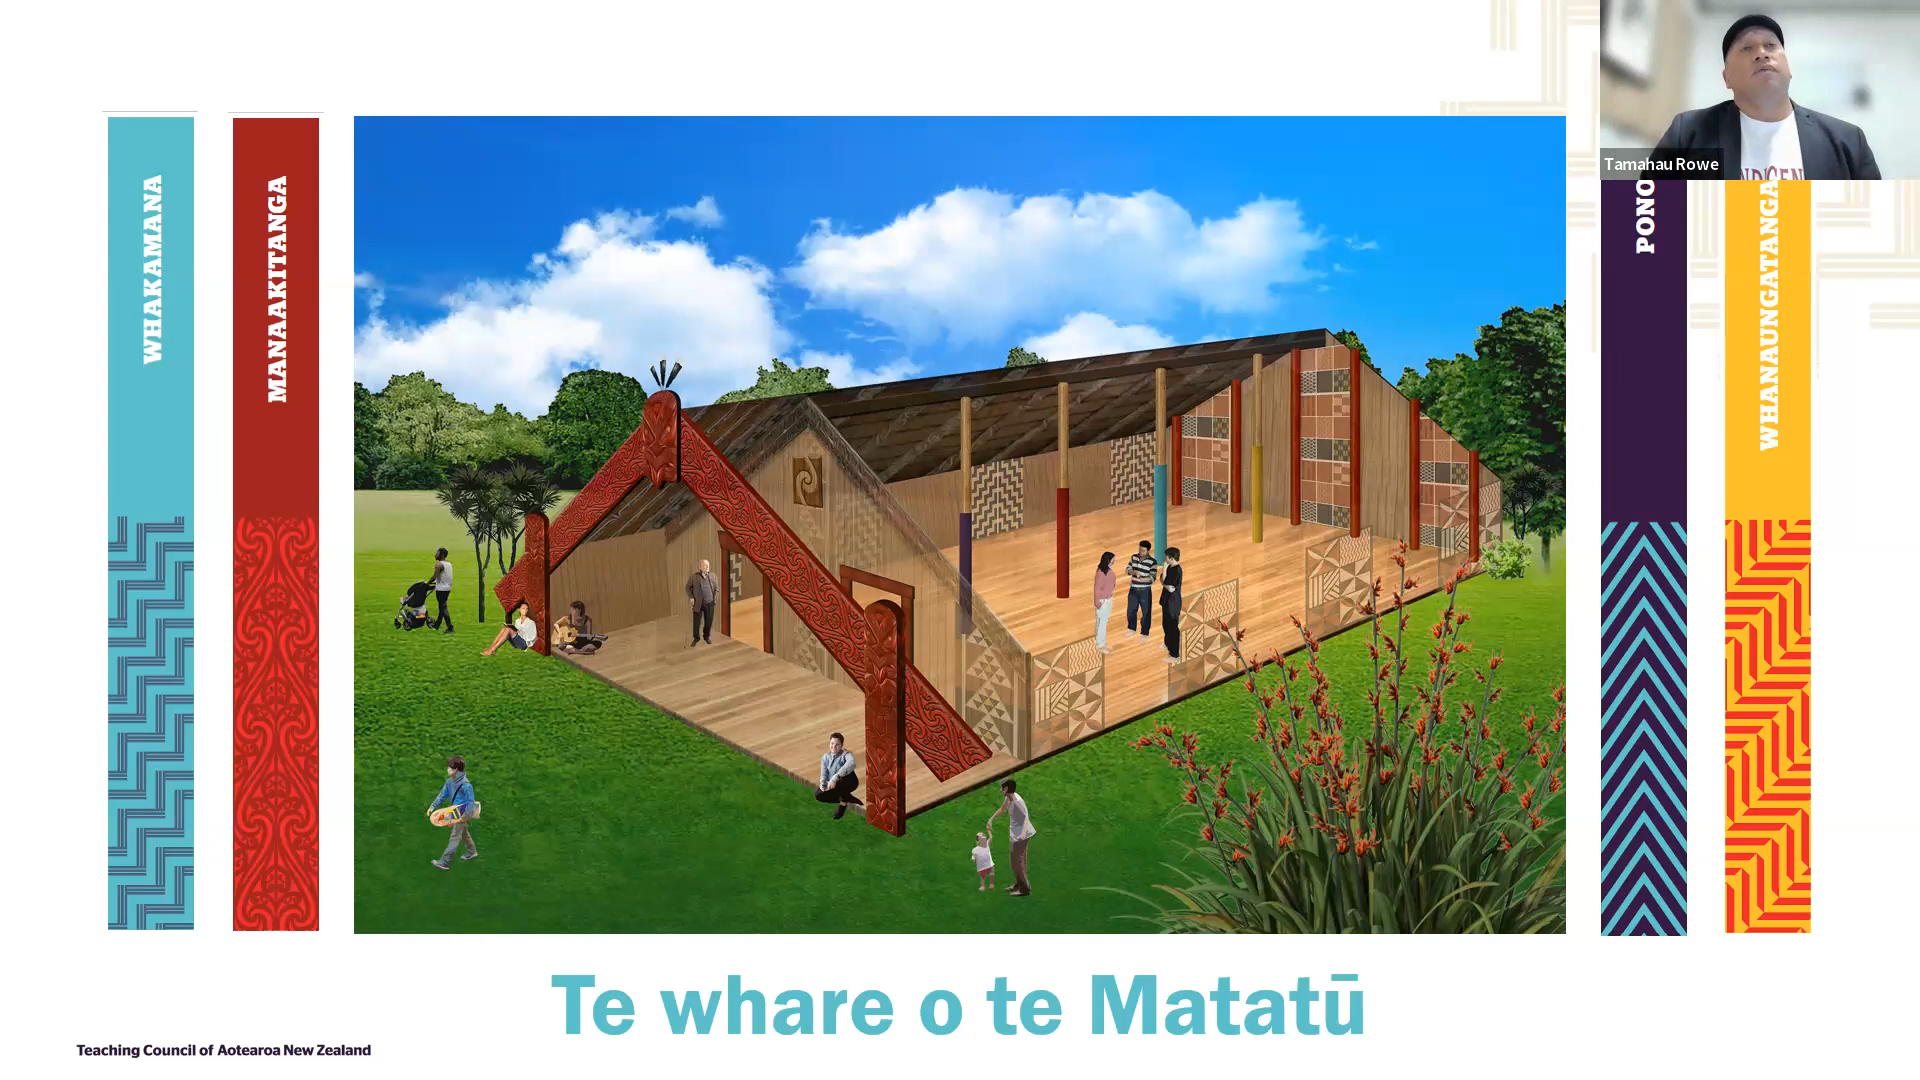 WHAKAMANA
MANAAKITANGA
Tamahau Rowe
PONO
WHANAUNGATANGA
Te whare o te Matatū
Teaching Council of Aotearoa New Zealand